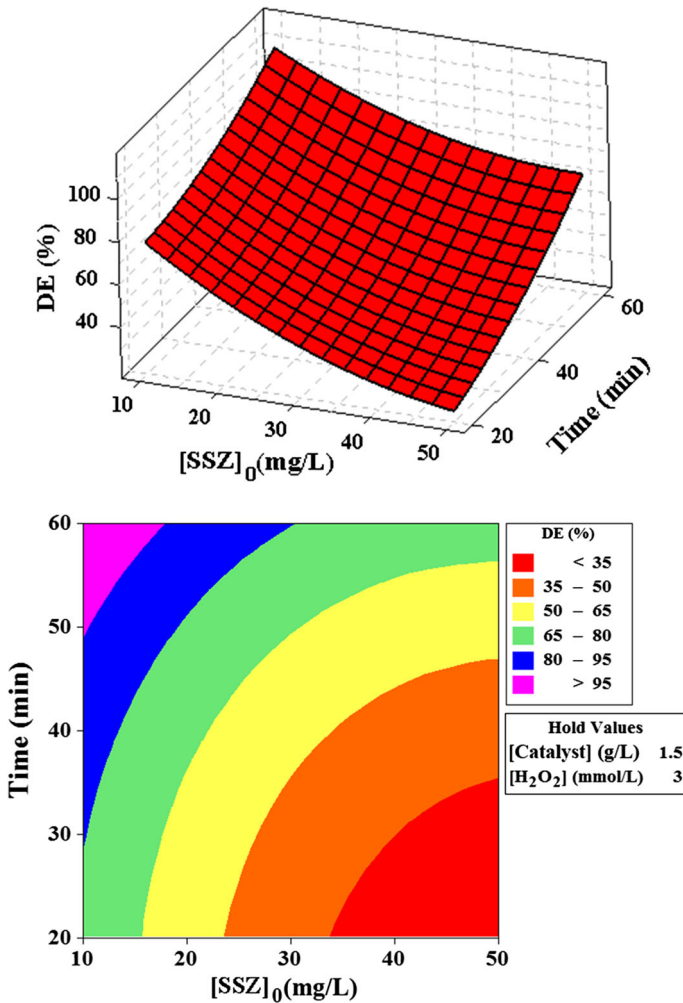 DE (%)
100
80
60
40
10
20
30
40
50
[SSZ]0(mg/L)
20
40
60
Time (min)
60
50
40
30
20
Time (min)
10
20
30
40
50
[SSZ]0(mg/L)
DE (%)
< 35
35 – 50
50 – 65
65 – 80
80 – 95
> 95
Hold Values
[Catalyst] (g/L) 1.5
[H2O2] (mmol/L) 3